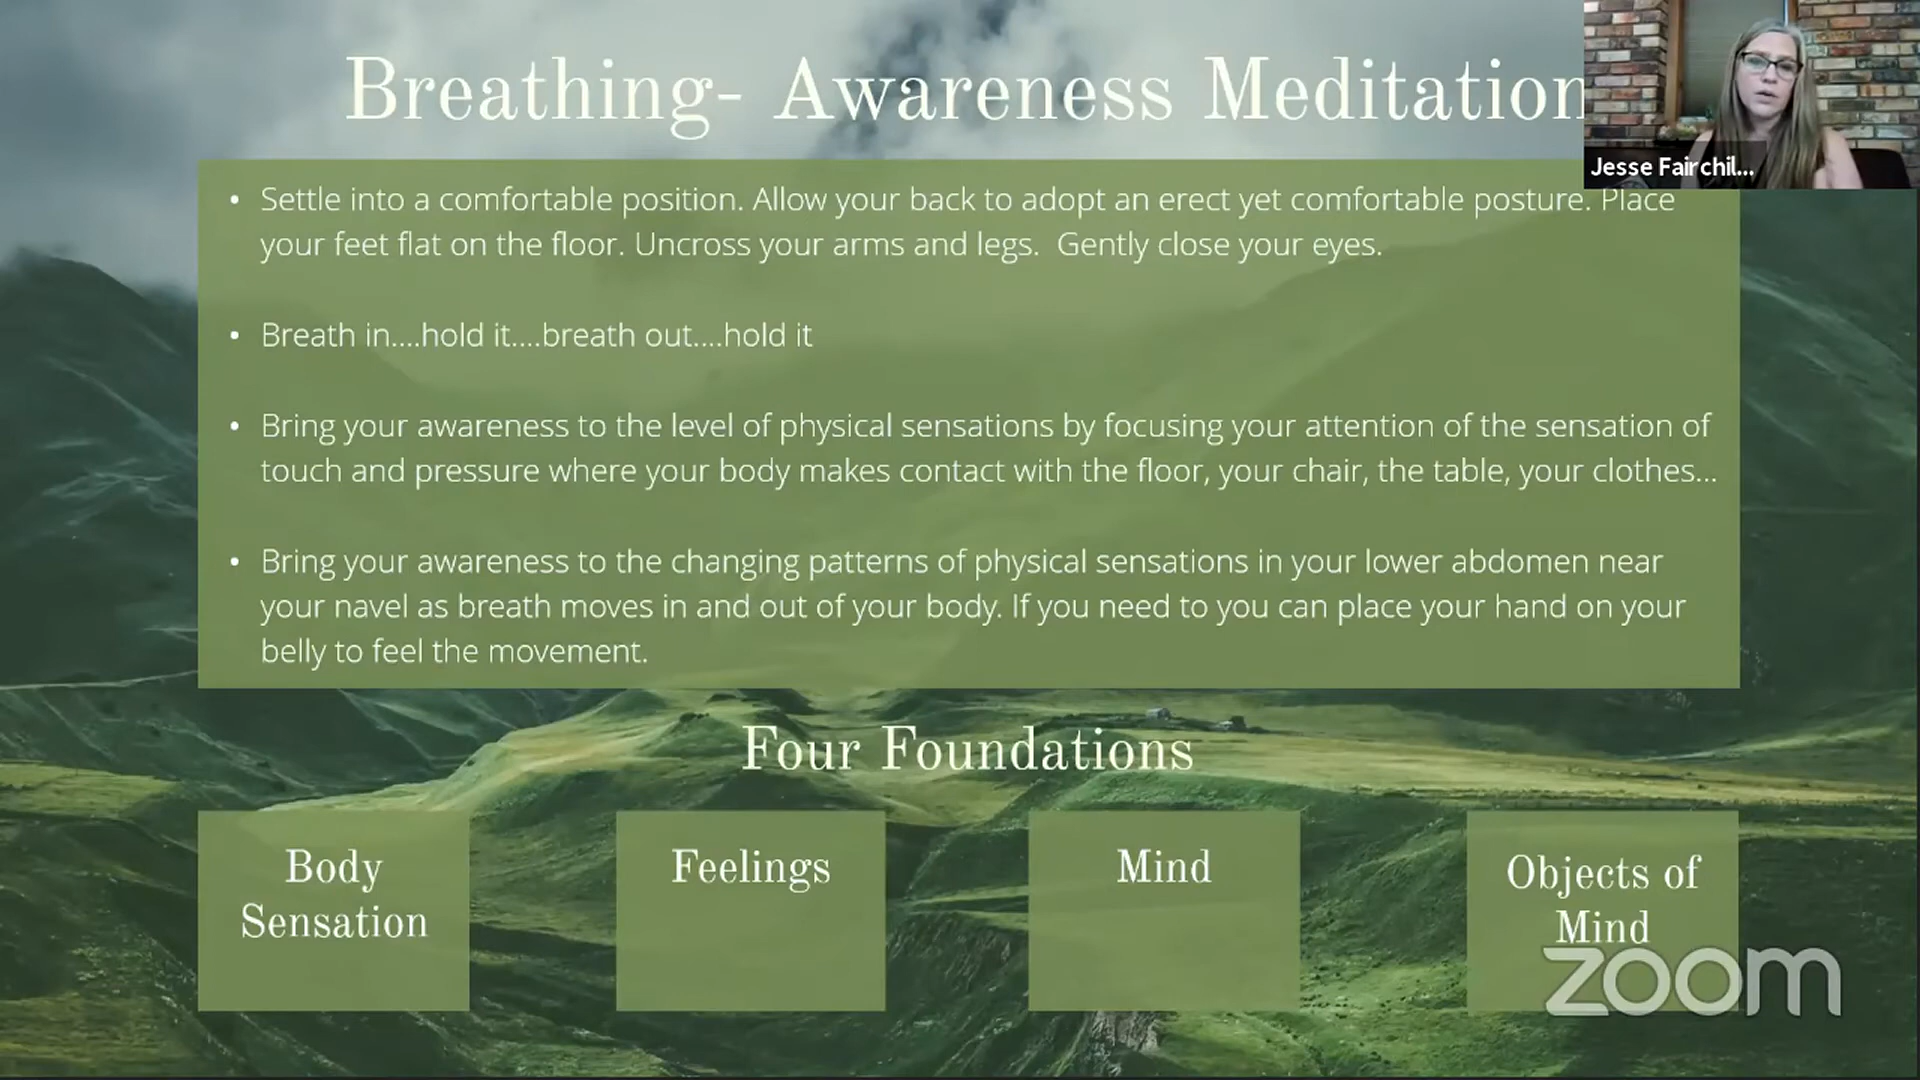 Breathing- Awareness Meditation
Jesse Fairchil...
• Settle into a comfortable position. Allow your back to adopt an erect yet comfortable posture. Place
your feet flat on the floor. Uncross your arms and legs.  Gently close your eyes.
• Breath in....hold it....breath out....hold it
• Bring your awareness to the level of physical sensations by focusing your attention of the sensation of
touch and pressure where your body makes contact with the floor, your chair, the table, your clothes...
• Bring your awareness to the changing patterns of physical sensations in your lower abdomen near
your navel as breath moves in and out of your body. If you need to you can place your hand on your
belly to feel the movement.
Four Foundations
Body
Sensation
Feelings
Mind
Objects of
Mind
zoom